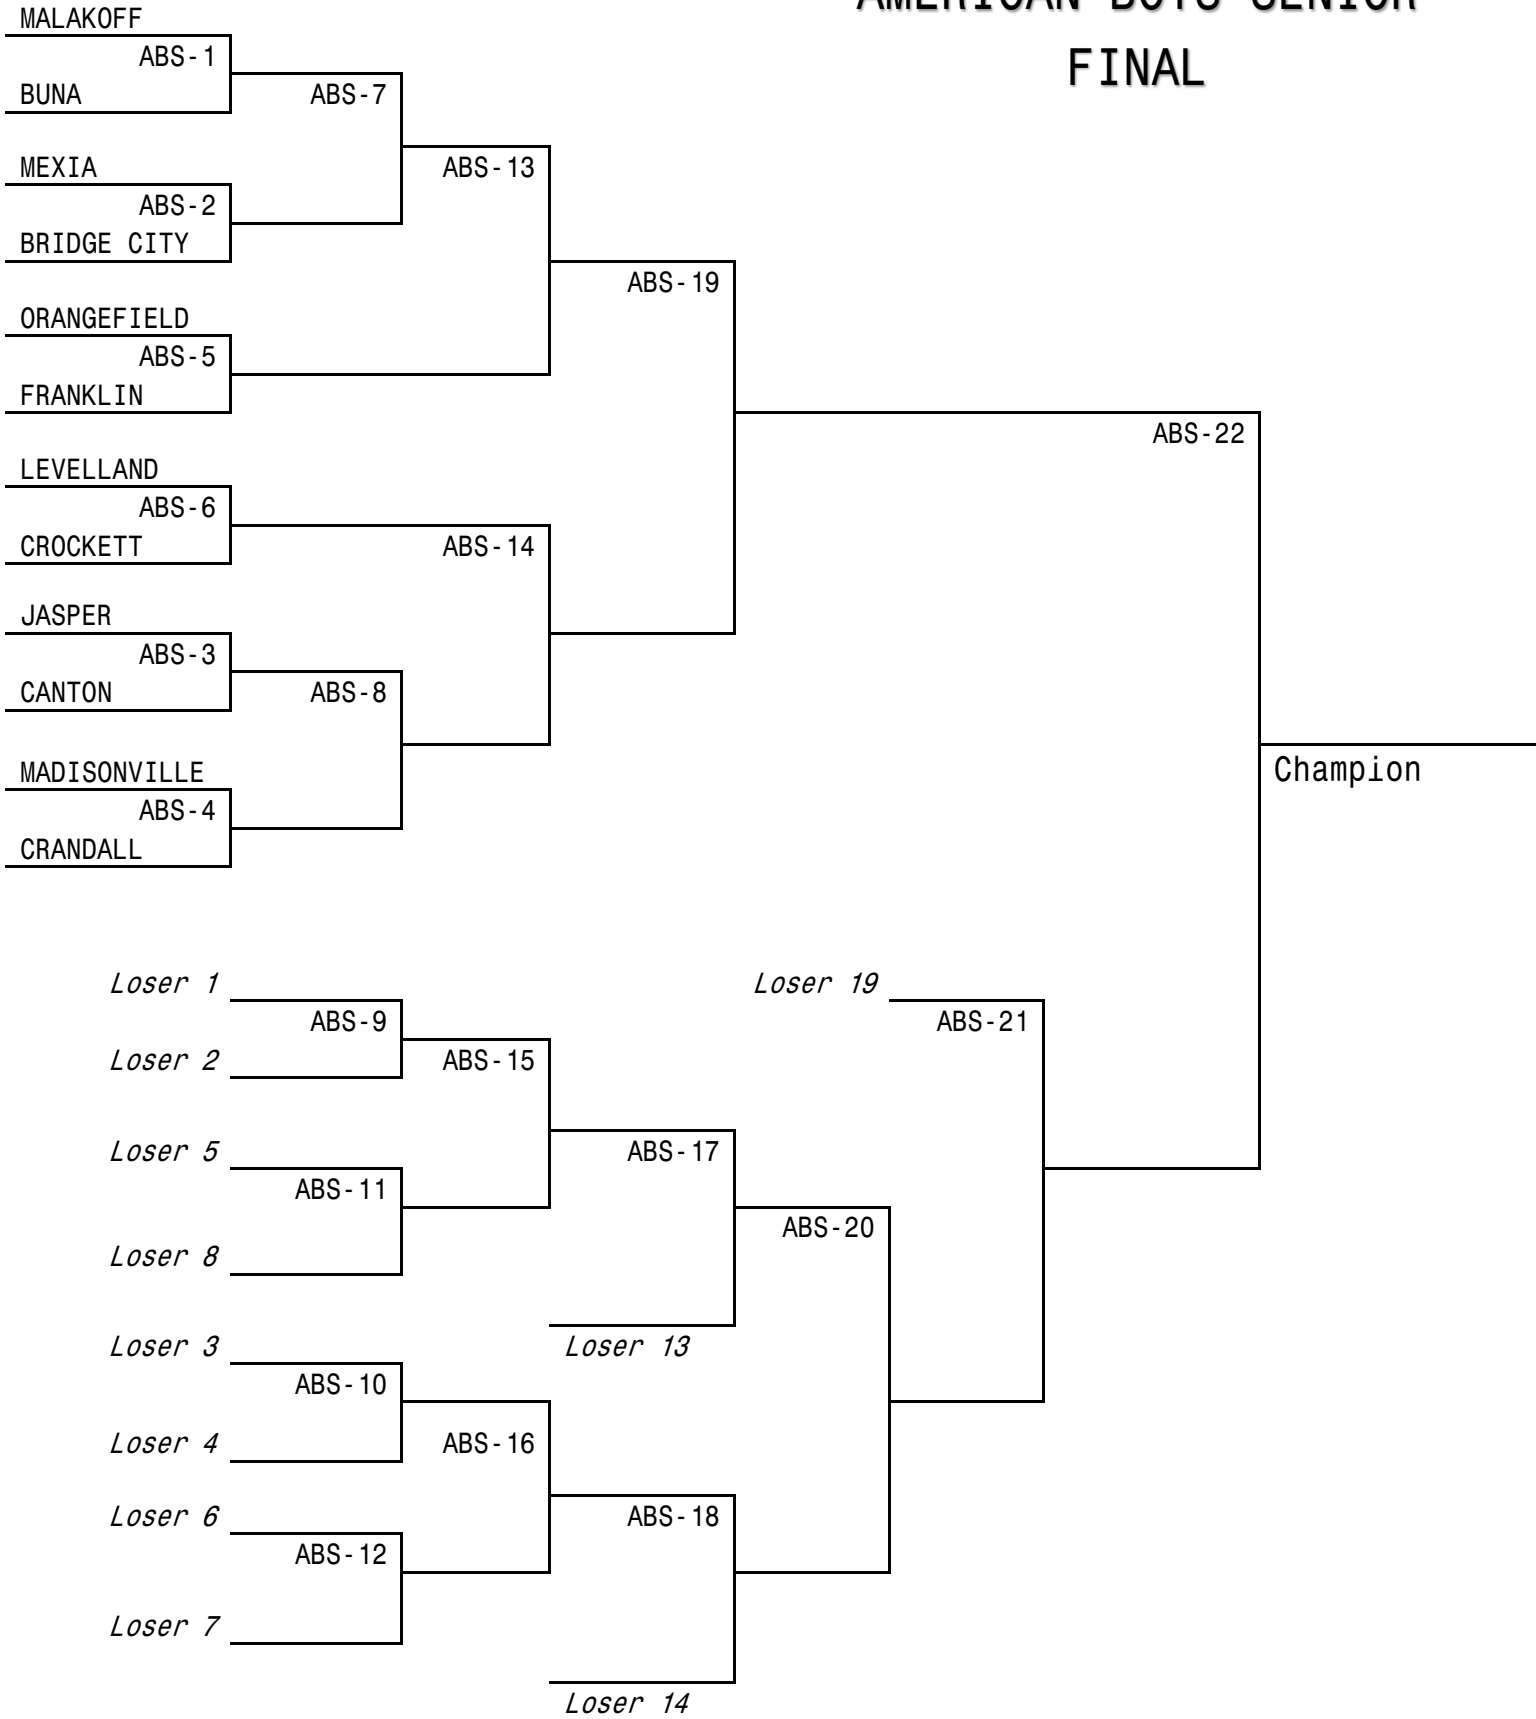 AMERICAN BOYS SENIOR
FINAL
MALAKOFF
ABS-1
BUNA
ABS-7
MEXIA
ABS-13
ABS-2
BRIDGE CITY
ABS-19
ORANGEFIELD
ABS-5
FRANKLIN
ABS-22
LEVELLAND
ABS-6
CROCKETT
ABS-14
JASPER
ABS-3
CANTON
ABS-8
MADISONVILLE
Champion
ABS-4
CRANDALL
Loser 1
Loser 19
ABS-9
ABS-21
Loser 2
ABS-15
Loser 5
ABS-17
ABS-11
ABS-20
Loser 8
Loser 3
Loser 13
ABS-10
Loser 4
ABS-16
Loser 6
ABS-18
ABS-12
Loser 7
Loser 14